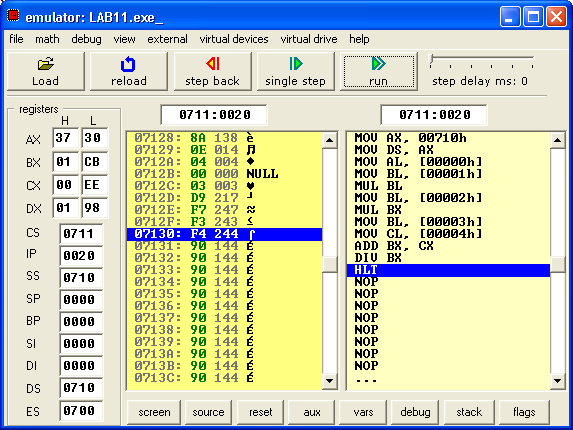 emulator: LAB11.exe_
file math debug view external virtual devices virtual drive help
Load reload step back single step run step delay ms: 0
registers
H L
AX 37 30
BX 01 CB
CX 00 EE
DX 01 98
CS 0711
IP 0020
SS 0710
SP 0000
BP 0000
SI 0000
DI 0000
DS 0710
ES 0700
0711:0020
07128: 8A 138 è
07129: 0E 014 ♫
0712A: 04 004 ♦
0712B: 00 000 NULL
0712C: 03 003 ♥
0712D: D9 217 ┘
0712E: F7 247 ≈
0712F: F3 243 ≤
07130: F4 244 ⌠
07131: 90 144 É
07132: 90 144 É
07133: 90 144 É
07134: 90 144 É
07135: 90 144 É
07136: 90 144 É
07137: 90 144 É
07138: 90 144 É
07139: 90 144 É
0713A: 90 144 É
0713B: 90 144 É
0713C: 90 144 É
0711:0020
MOV AX, 00710h
MOV DS, AX
MOV AL, [00000h]
MOV BL, [00001h]
MUL BL
MOV BL, [00002h]
MUL BX
MOV BL, [00003h]
MOV CL, [00004h]
ADD BX, CX
DIV BX
HLT
NOP
NOP
NOP
NOP
NOP
NOP
NOP
NOP
...
screen source reset aux vars debug stack flags